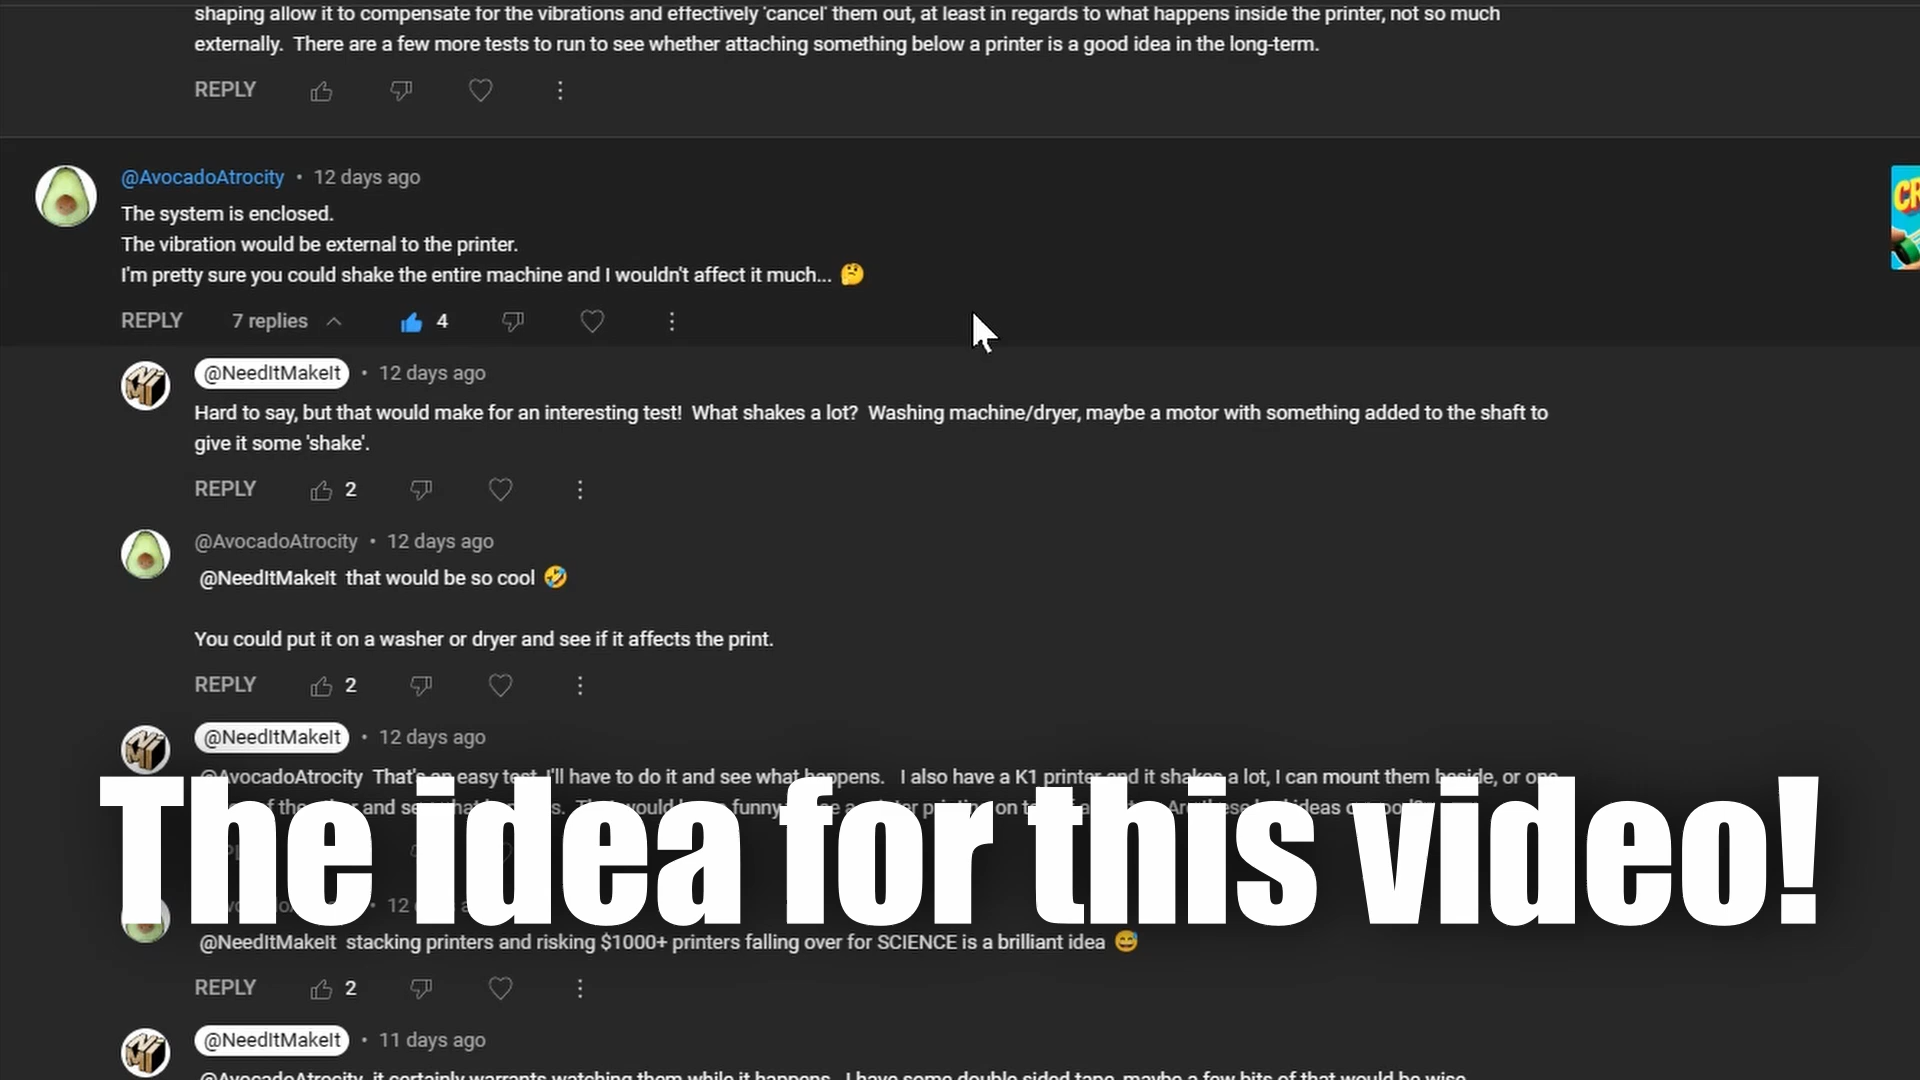 shaping allow it to compensate for the vibrations and effectively 'cancel' them out, at least in regards to what happens inside the printer, not so much
externally.  There are a few more tests to run to see whether attaching something below a printer is a good idea in the long-term.
REPLY
@AvocadoAtrocity • 12 days ago
CR
The system is enclosed.
The vibration would be external to the printer.
I'm pretty sure you could shake the entire machine and I wouldn't affect it much... 🤔
REPLY 7 replies 4
@NeedItMakeIt • 12 days ago
Hard to say, but that would make for an interesting test!  What shakes a lot?  Washing machine/dryer, maybe a motor with something added to the shaft to
give it some 'shake'.
REPLY 2
@AvocadoAtrocity • 12 days ago
@NeedItMakeIt that would be so cool 🤣
You could put it on a washer or dryer and see if it affects the print.
REPLY 2
@NeedItMakeIt • 12 days ago
@AvocadoAtrocity That's an easy test, I'll have to do it and see what happens.   I also have a K1 printer and it shakes a lot, I can mount them beside, or one
The idea for this video!
@NeedItMakeIt stacking printers and risking $1000+ printers falling over for SCIENCE is a brilliant idea 😅
REPLY 2
@NeedItMakeIt • 11 days ago
@AvocadoAtrocity it certainly warrants watching them while it happens.  I have some double sided tape, maybe a few bits of that would be wise.